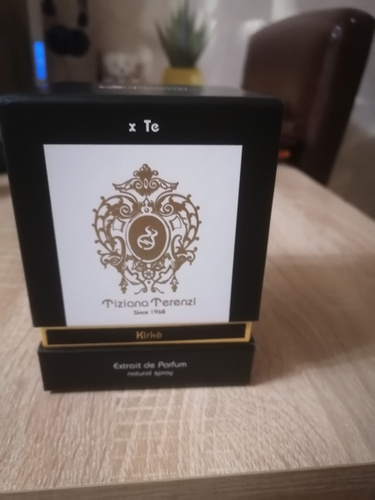 x Te
Tiziana Terenzi
Since 1968
Kirkè
Extrait de Parfum
natural spray